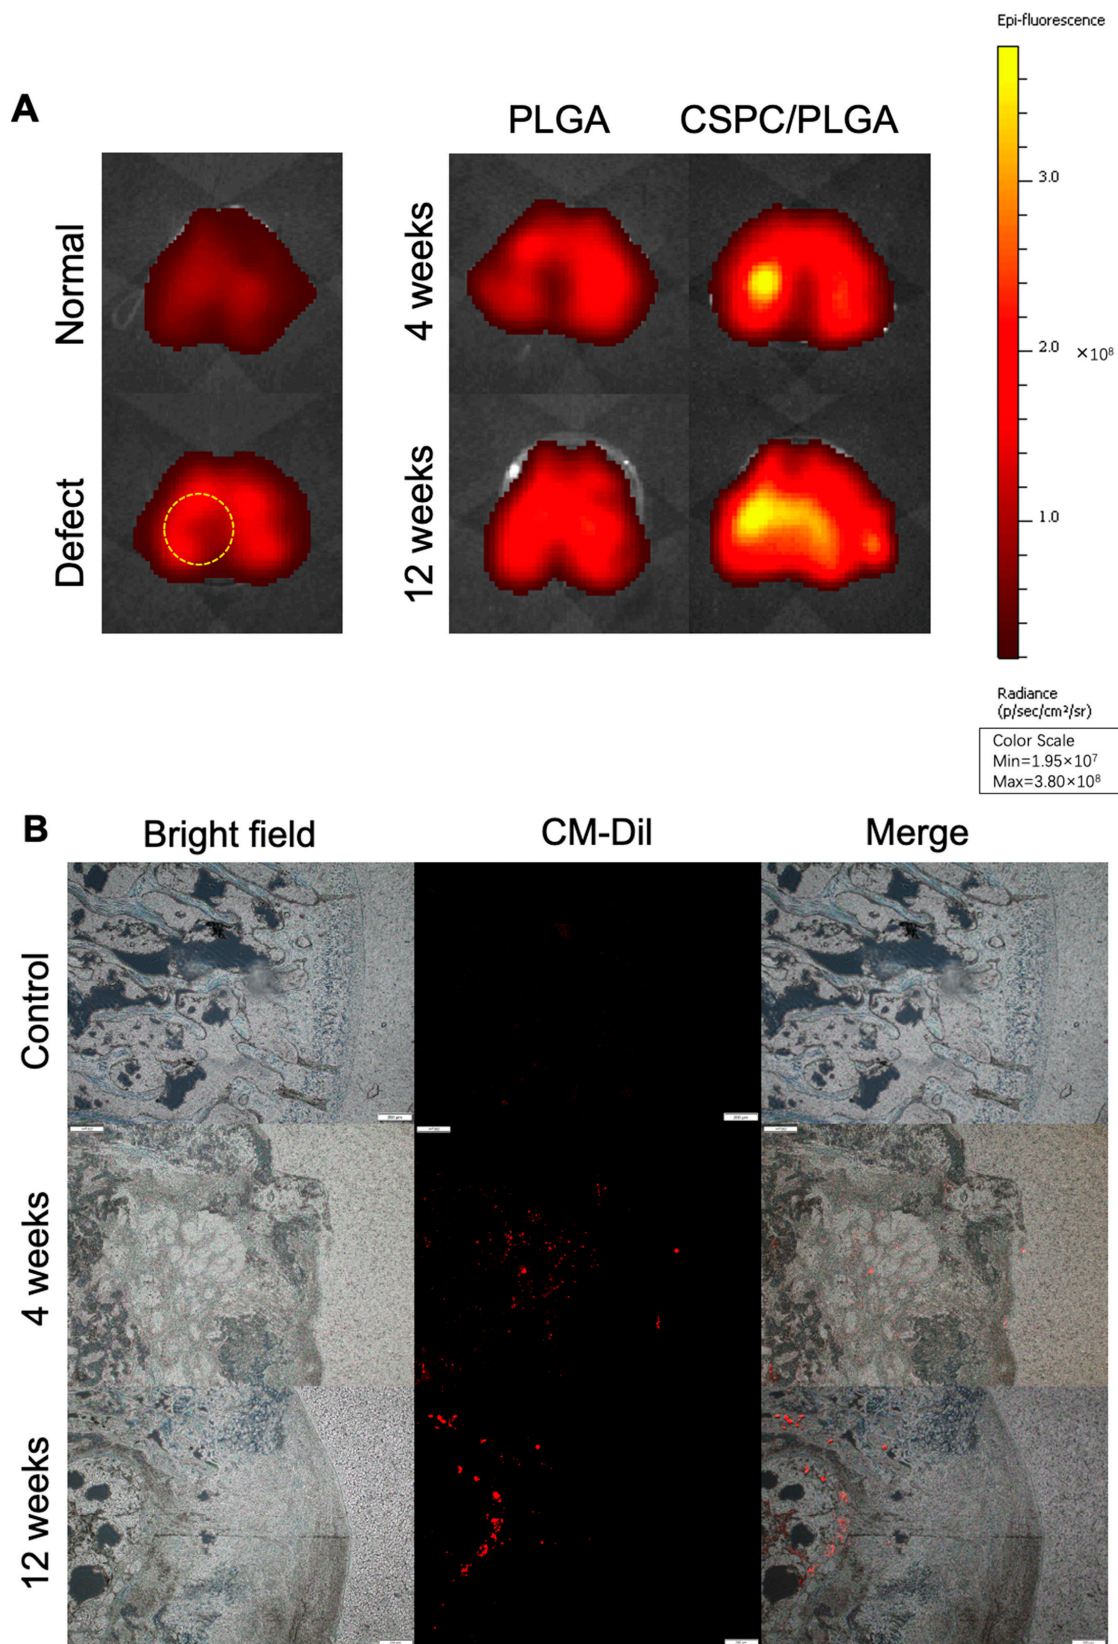 Epi-fluorescence
A
PLGA
CSPC/PLGA
Normal
4 weeks
Defect
12 weeks
3.0
2.0
×10⁸
1.0
Radiance
(p/sec/cm²/sr)
Color Scale
Min=1.95×10⁷
Max=3.80×10⁸
B
Bright field
CM-Dil
Merge
Control
4 weeks
12 weeks